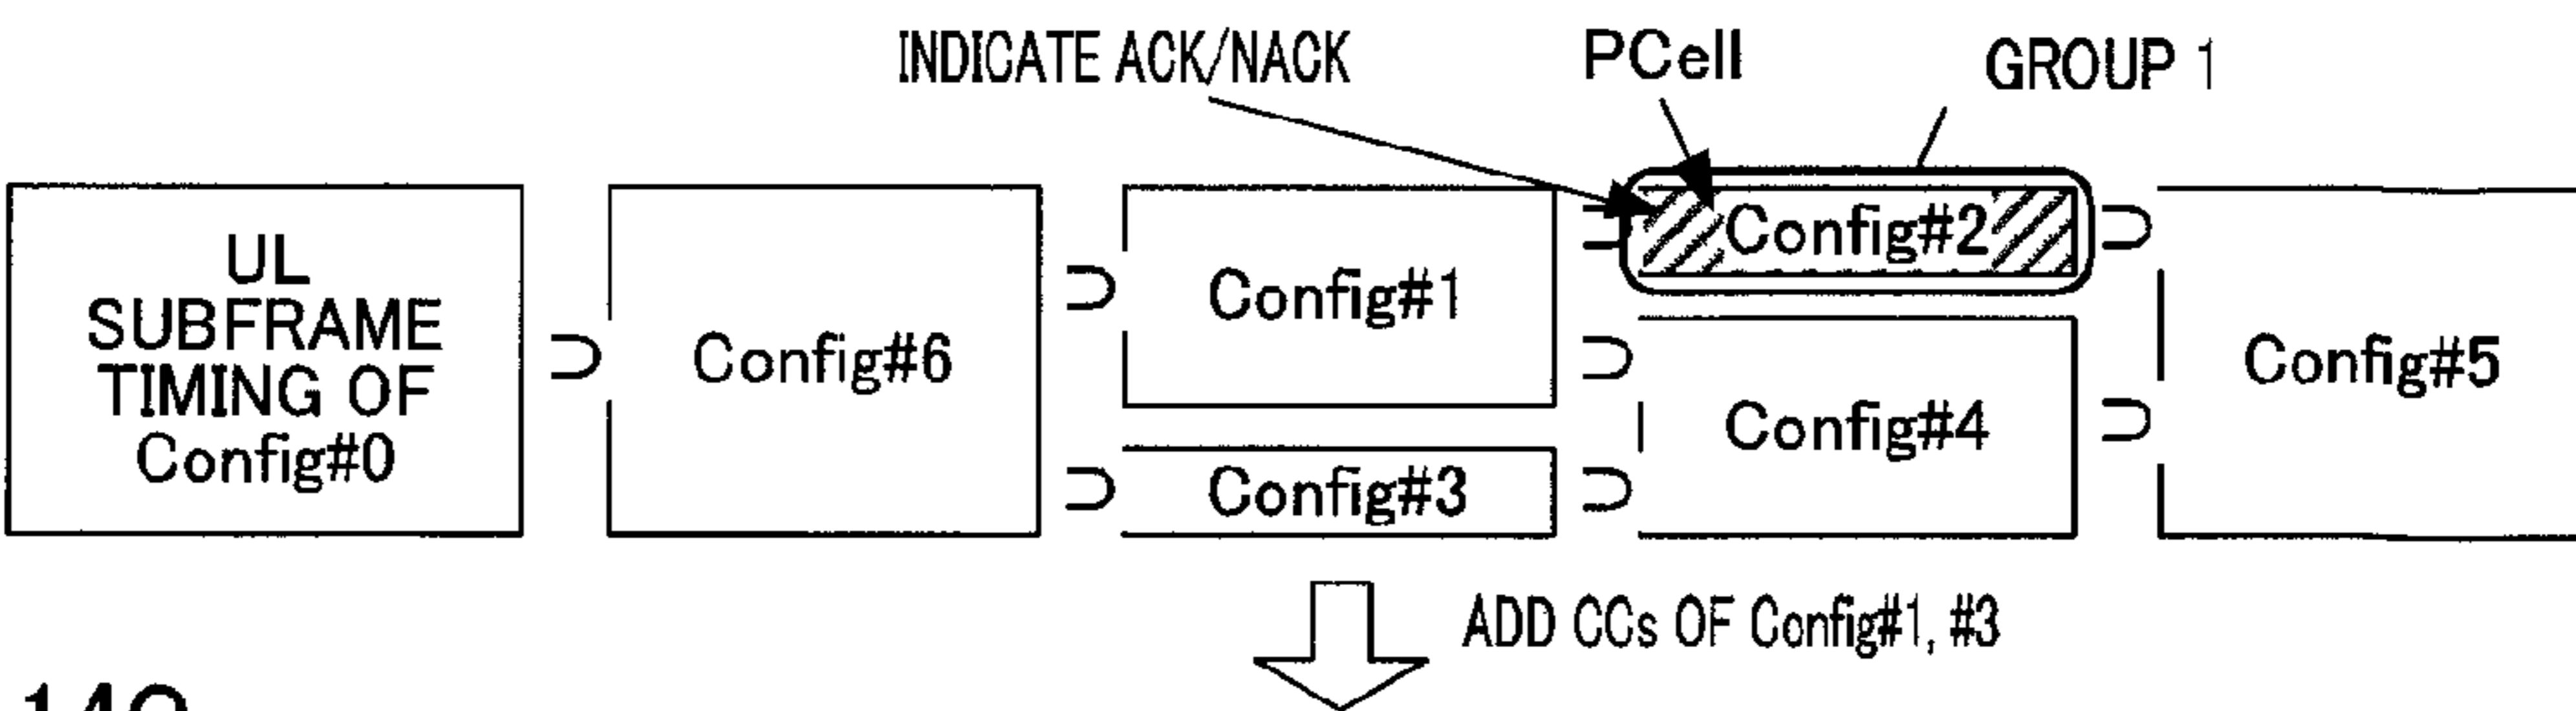 INDICATE ACK/NACK
PCell
GROUP 1
UL
SUBFRAME
TIMING OF
Config#0
Config#6
Config#1
Config#3
Config#2
Config#4
Config#5
ADD CCs OF Config#1, #3